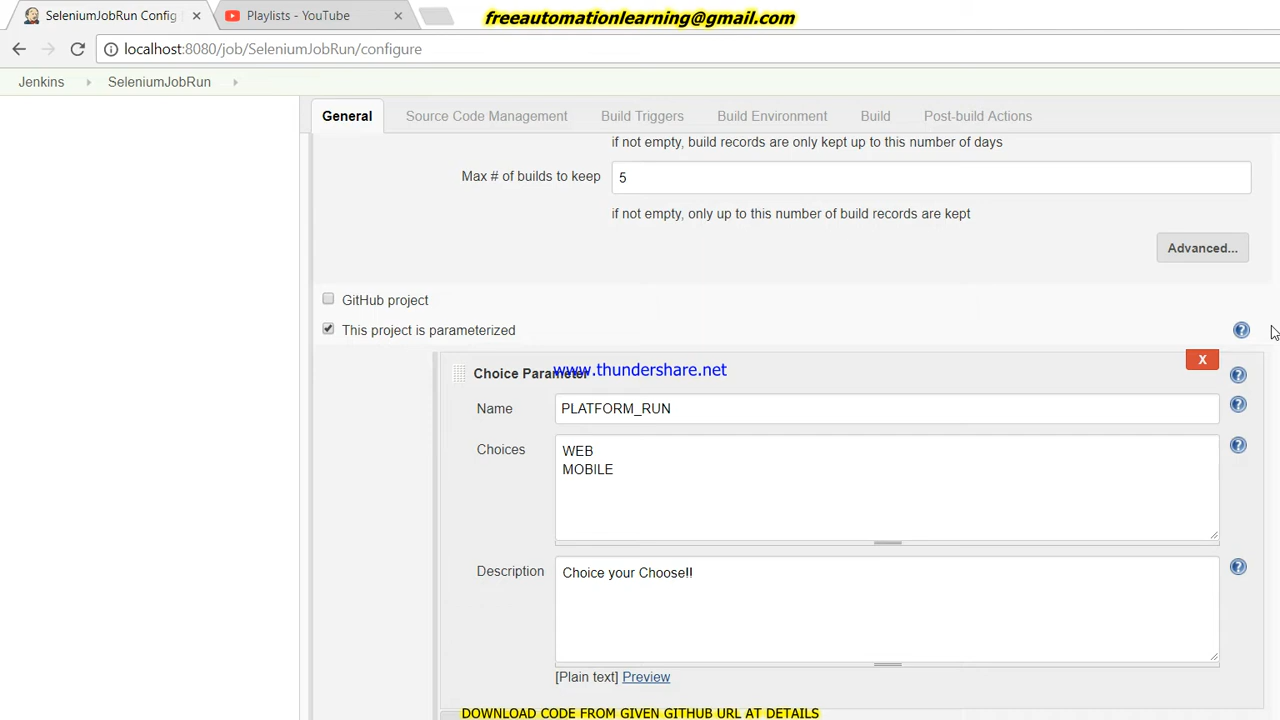 SeleniumJobRun Config
Playlists - YouTube
freeautomationlearning@gmail.com
localhost:8080/job/SeleniumJobRun/configure
Jenkins SeleniumJobRun
General Source Code Management Build Triggers Build Environment Build Post-build Actions
if not empty, build records are only kept up to this number of days
Max # of builds to keep 5
if not empty, only up to this number of build records are kept
Advanced...
GitHub project
This project is parameterized
X
Choice Parameter
www.thundershare.net
Name PLATFORM_RUN
Choices WEB
MOBILE
Description Choice your Choose!!
[Plain text] Preview
DOWNLOAD CODE FROM GIVEN GITHUB URL AT DETAILS